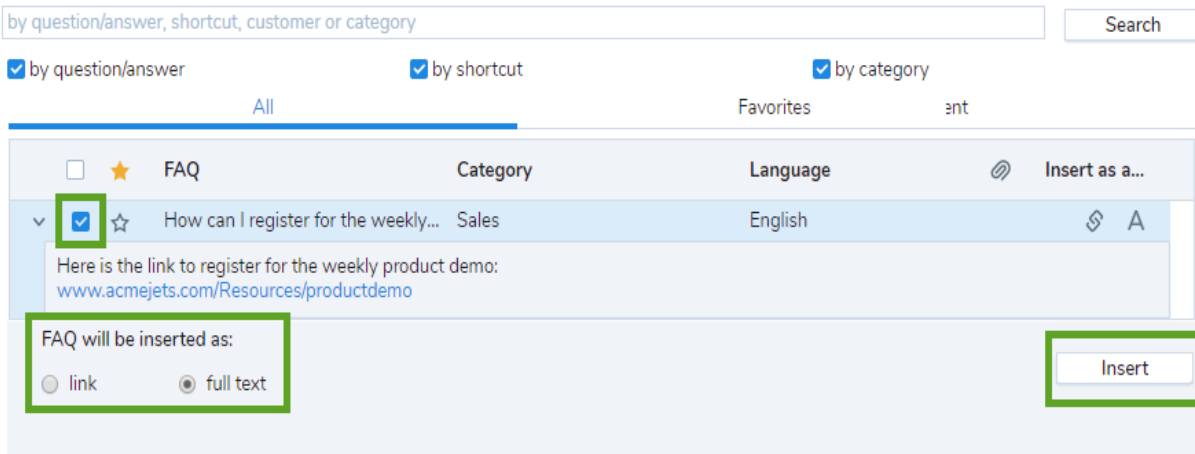 by question/answer, shortcut, customer or category Search
by question/answer by shortcut by category
All Favorites ent
FAQ Category Language Insert as a...
How can I register for the weekly... Sales English A
Here is the link to register for the weekly product demo:
www.acmejets.com/Resources/productdemo
FAQ will be inserted as:
link full text
Insert